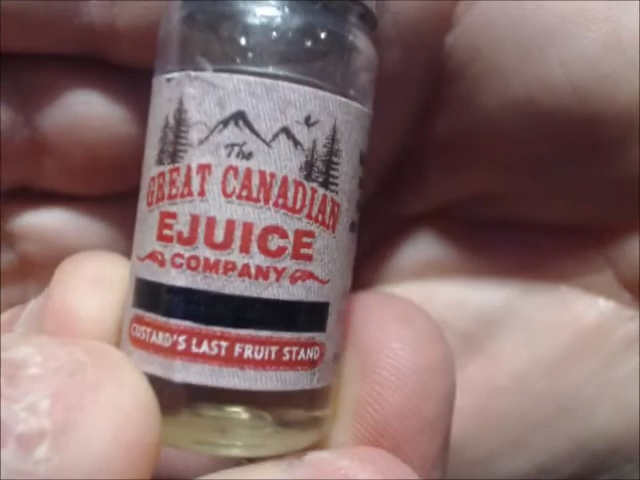 The
GREAT CANADIAN
EJUICE
COMPANY
CUSTARD'S LAST FRUIT STAND